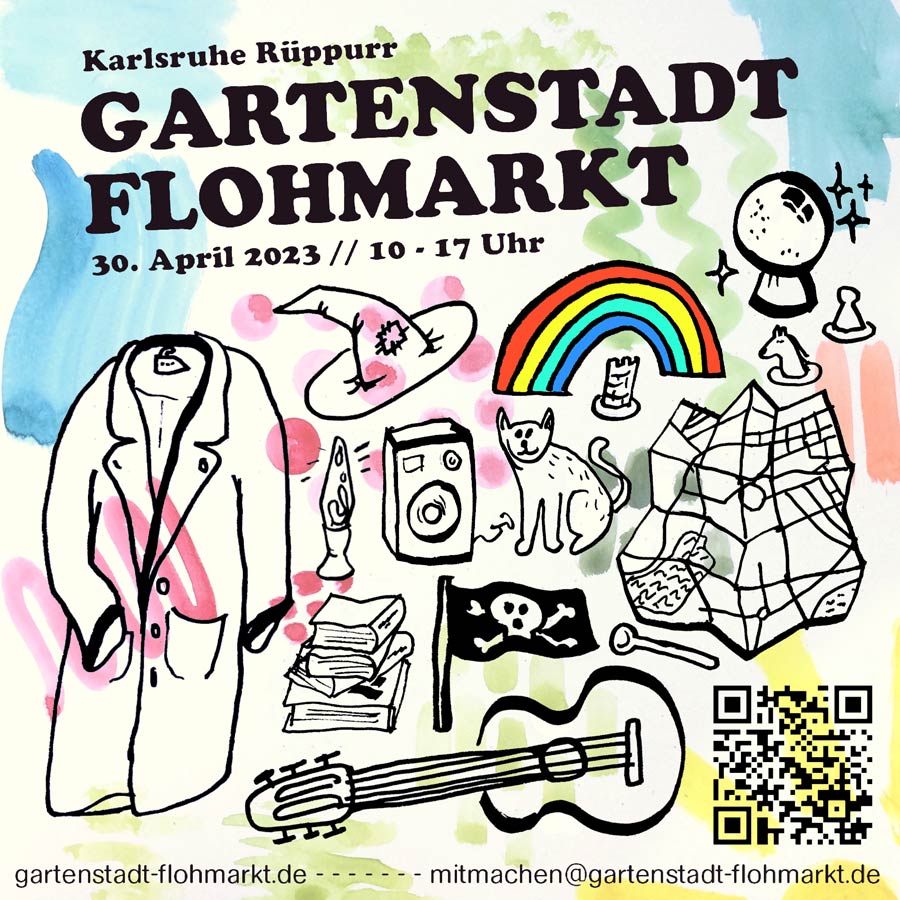 Karlsruhe Rüppurr
GARTENSTADT
FLOHMARKT
30. April 2023 // 10 - 17 Uhr
gartenstadt-flohmarkt.de - - - - - - - mitmachen@gartenstadt-flohmarkt.de